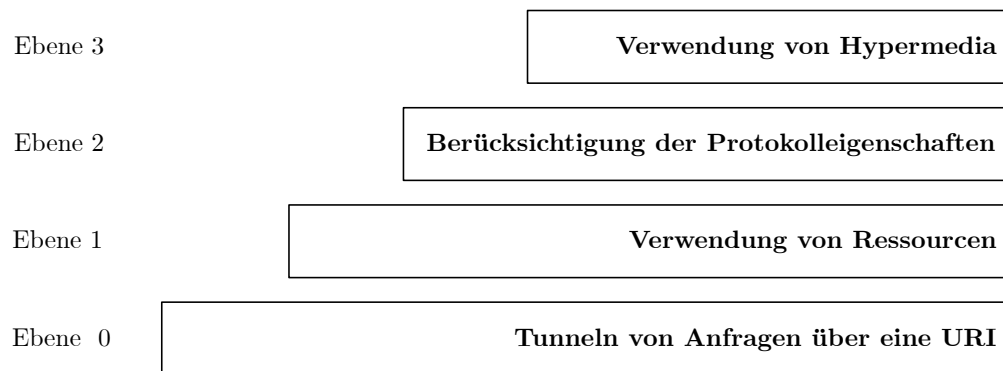 Ebene 3 Verwendung von Hypermedia
Ebene 2 Berücksichtigung der Protokolleigenschaften
Ebene 1 Verwendung von Ressourcen
Ebene 0 Tunneln von Anfragen über eine URI